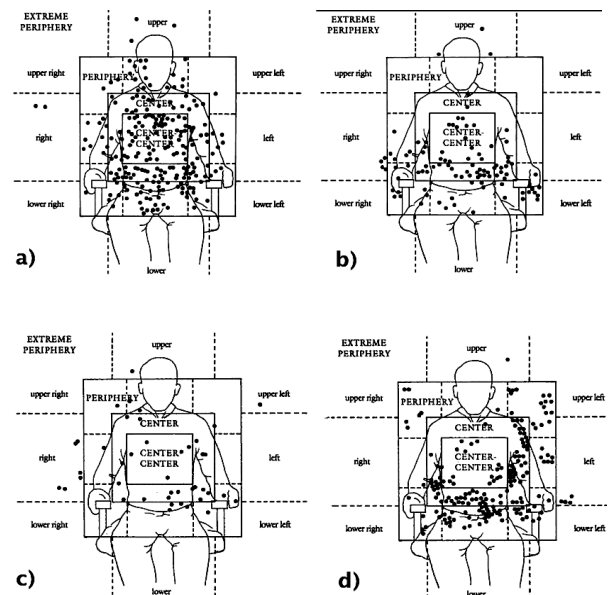 EXTREME
PERIPHERY
upper
upper right
PERIPHERY
upper left
CENTER
right
CENTER-
CENTER
left
lower right
lower left
lower
a)
EXTREME
PERIPHERY
upper
upper right
PERIPHERY
upper left
CENTER
right
CENTER-
CENTER
left
lower right
lower left
lower
b)
EXTREME
PERIPHERY
upper
upper right
PERIPHERY
upper left
CENTER
right
CENTER-
CENTER
left
lower right
lower left
lower
c)
EXTREME
PERIPHERY
upper
upper right
PERIPHERY
upper left
CENTER
right
CENTER-
CENTER
left
lower right
lower left
lower
d)